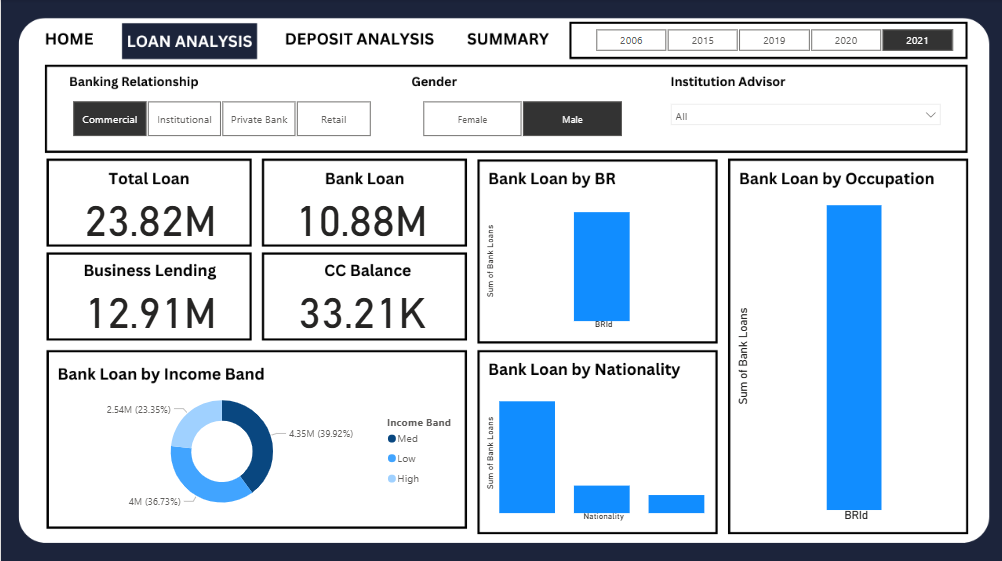 HOME
LOAN ANALYSIS
DEPOSIT ANALYSIS
SUMMARY
2006
2015
2019
2020
2021
Banking Relationship
Commercial
Institutional
Private Bank
Retail
Gender
Female
Male
Institution Advisor
All
Total Loan
23.82M
Bank Loan
10.88M
Business Lending
12.91M
CC Balance
33.21K
Bank Loan by BR
Sum of Bank Loans
BRId
Bank Loan by Occupation
Sum of Bank Loans
BRId
Bank Loan by Income Band
2.54M (23.35%)
4.35M (39.92%)
4M (36.73%)
Income Band
Med
Low
High
Bank Loan by Nationality
Sum of Bank Loans
Nationality